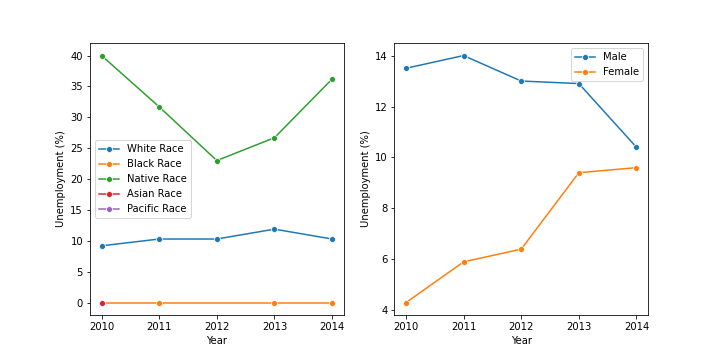 Unemployment (%)
40
35
30
25
20
15
10
5
0
White Race
Black Race
Native Race
Asian Race
Pacific Race
2010 2011 2012 2013 2014
Year
Unemployment (%)
14
12
10
8
6
4
Male
Female
2010 2011 2012 2013 2014
Year